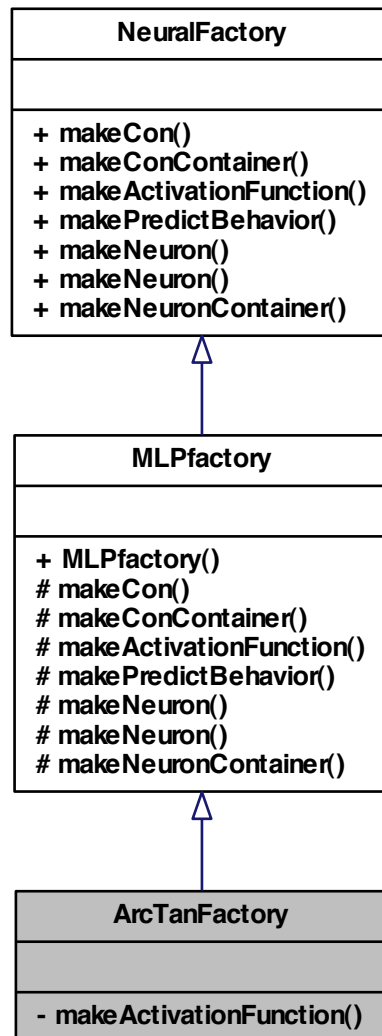 NeuralFactory
+ makeCon()
+ makeConContainer()
+ makeActivationFunction()
+ makePredictBehavior()
+ makeNeuron()
+ makeNeuron()
+ makeNeuronContainer()
MLPfactory
+ MLPfactory()
# makeCon()
# makeConContainer()
# makeActivationFunction()
# makePredictBehavior()
# makeNeuron()
# makeNeuron()
# makeNeuronContainer()
ArcTanFactory
- makeActivationFunction()